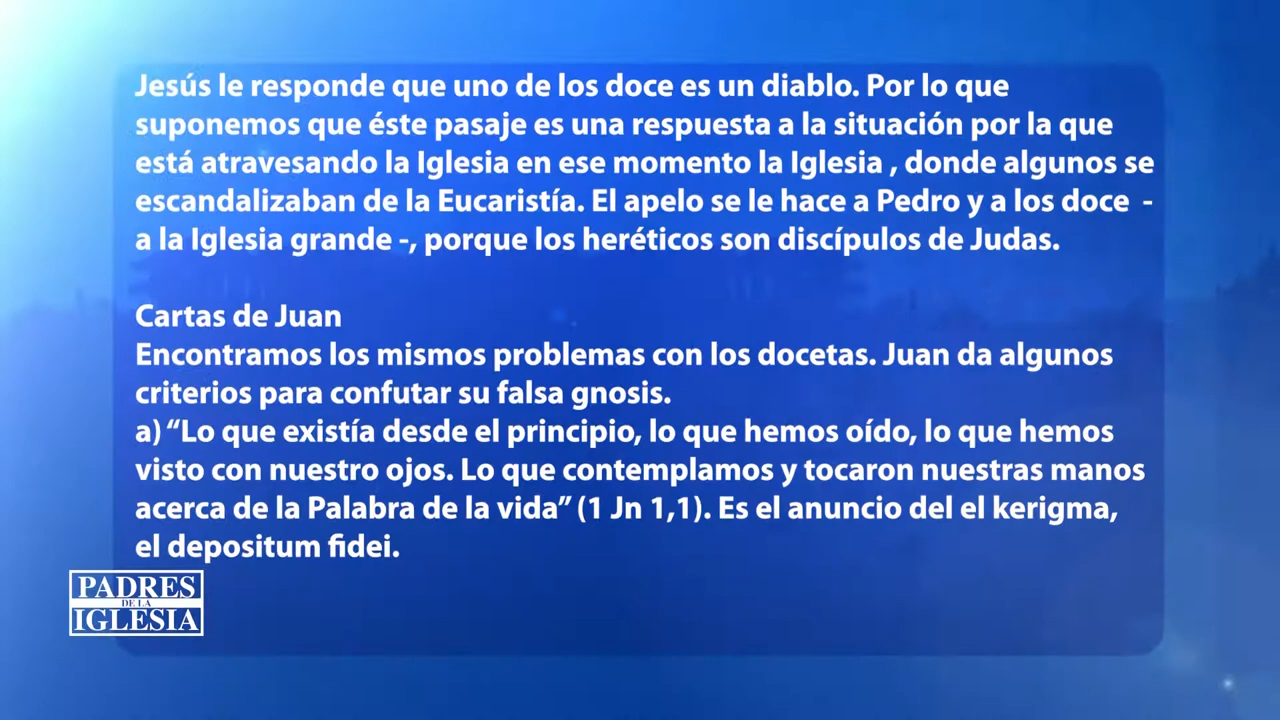 Jesús le responde que uno de los doce es un diablo. Por lo que
suponemos que éste pasaje es una respuesta a la situación por la que
está atravesando la Iglesia en ese momento la Iglesia , donde algunos se
escandalizaban de la Eucaristía. El apelo se le hace a Pedro y a los doce -
a la Iglesia grande -, porque los heréticos son discípulos de Judas.
Cartas de Juan
Encontramos los mismos problemas con los docetas. Juan da algunos
criterios para confutar su falsa gnosis.
a) “Lo que existía desde el principio, lo que hemos oído, lo que hemos
visto con nuestro ojos. Lo que contemplamos y tocaron nuestras manos
acerca de la Palabra de la vida” (1 Jn 1,1). Es el anuncio del el kerigma,
el depositum fidei.
PADRES
DE LA
IGLESIA